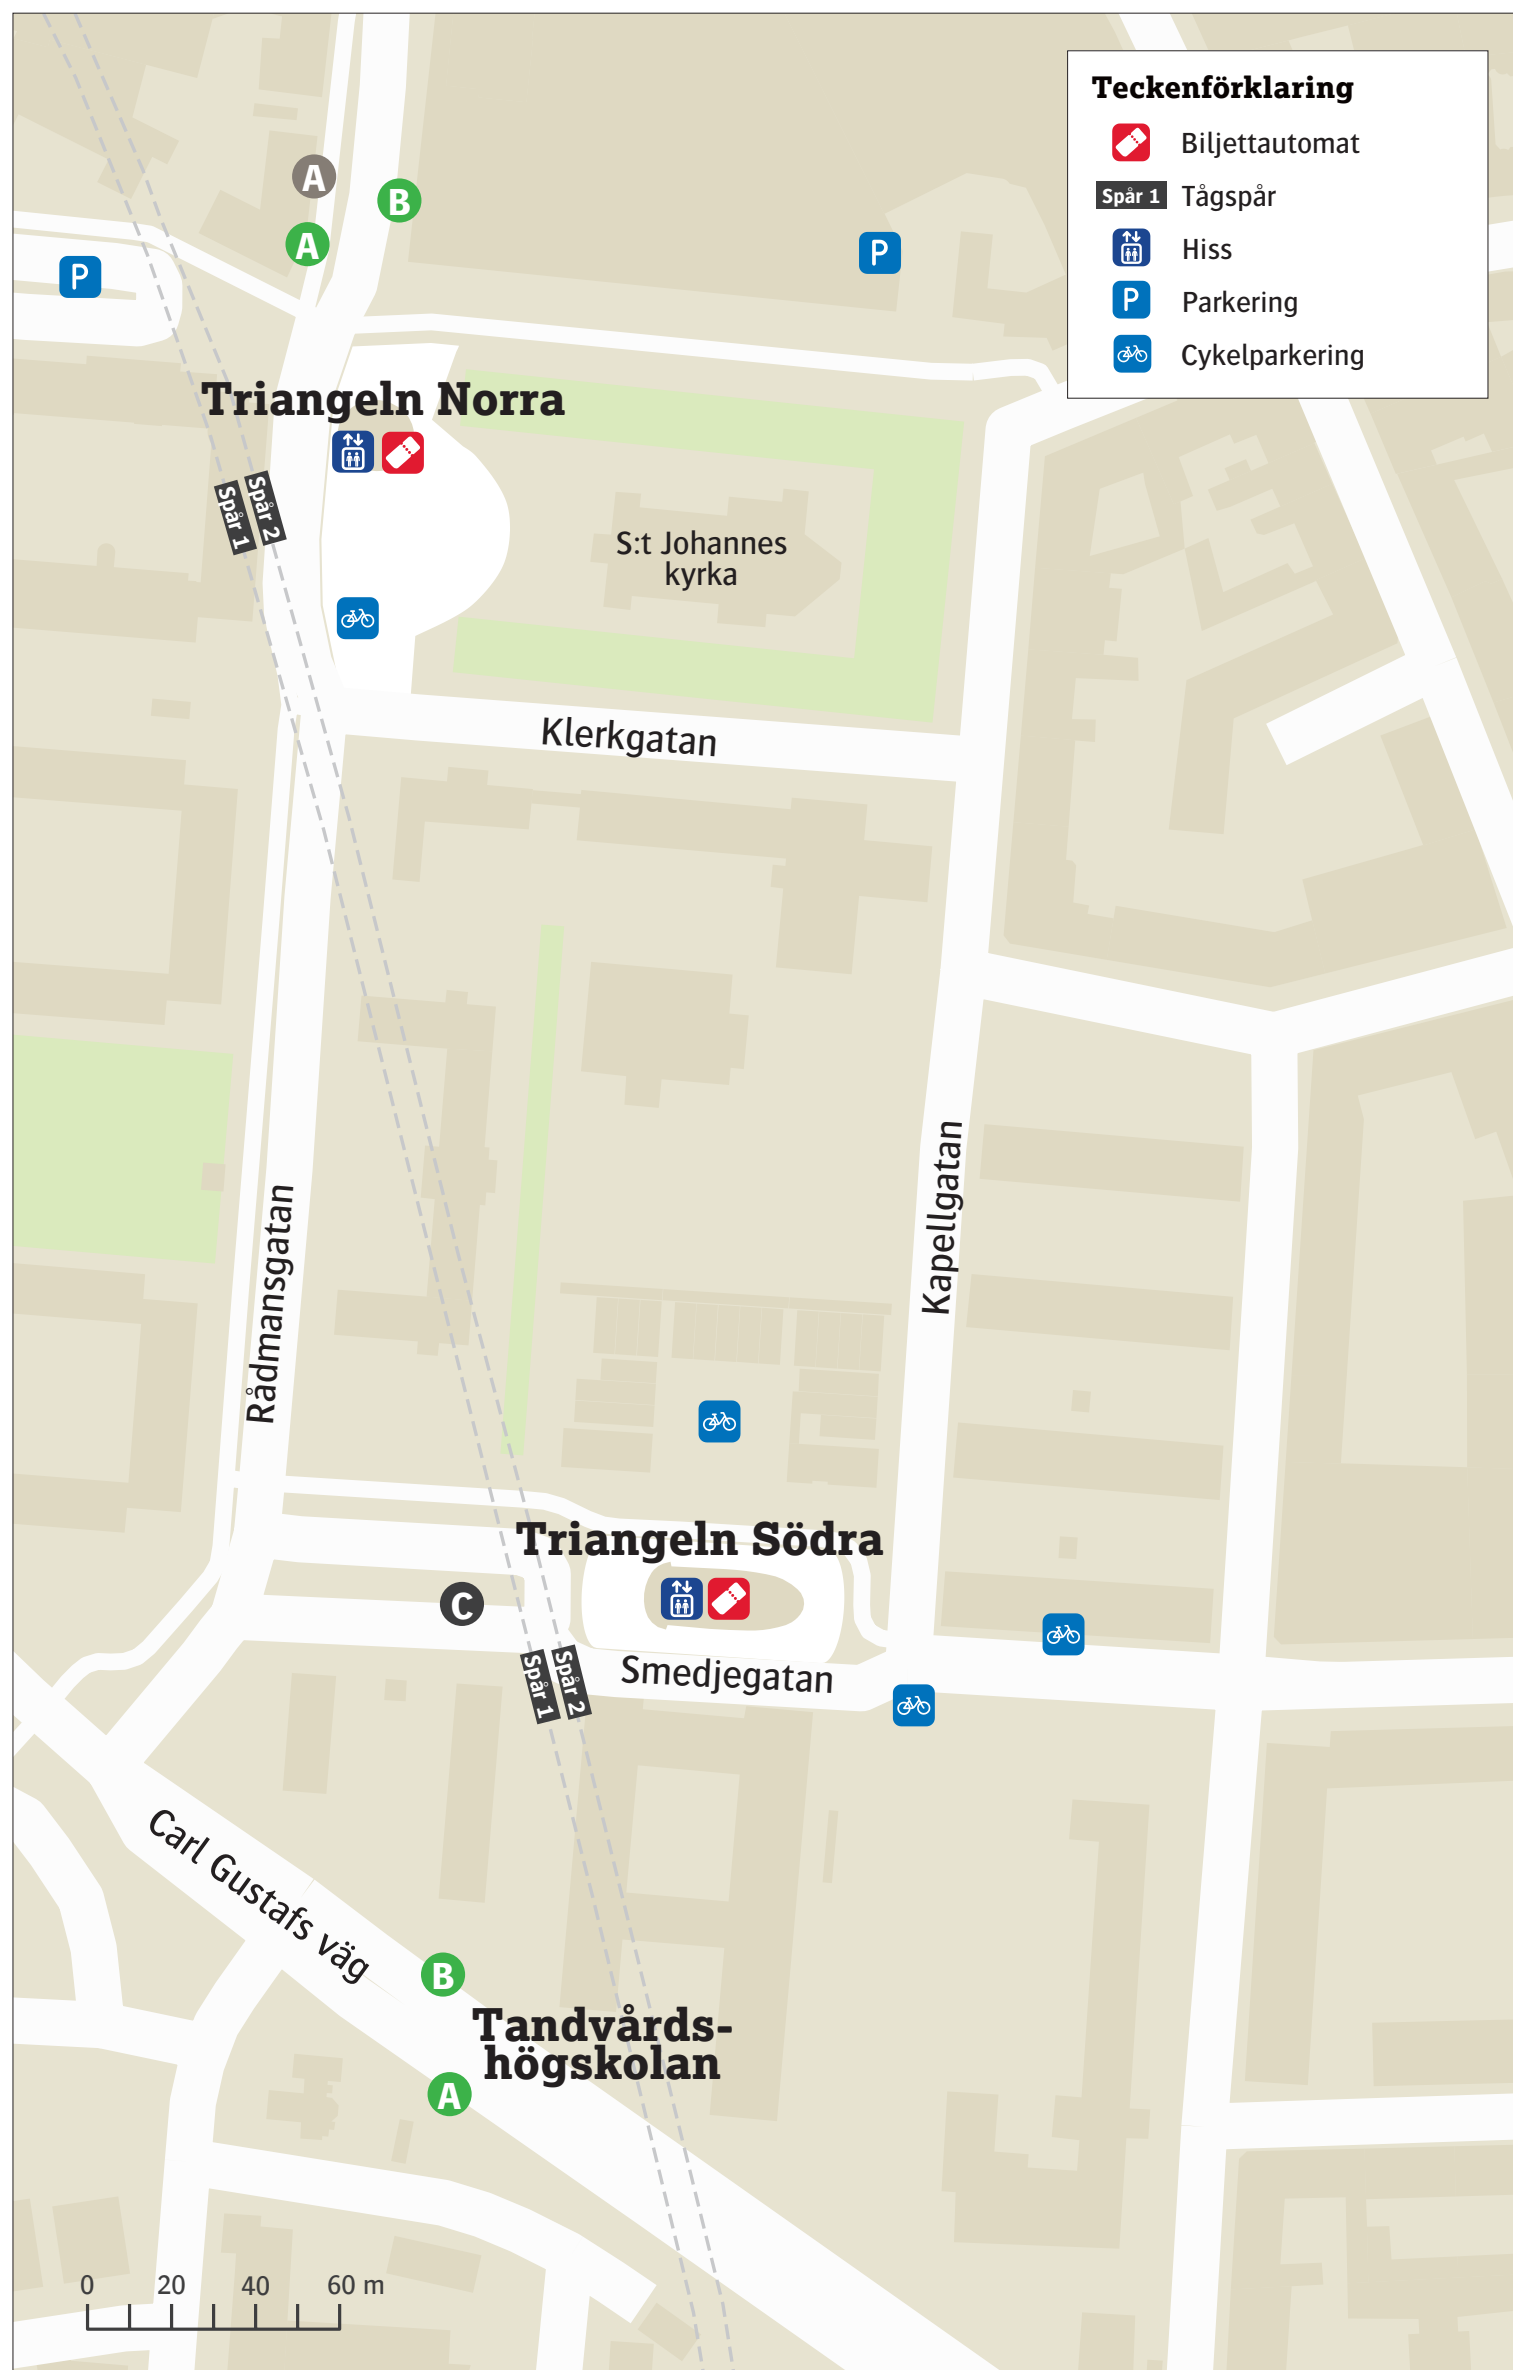 Teckenförklaring
Biljettautomat
Spår 1 Tågspår
Hiss
P Parkering
Cykelparkering
A
B
A
P
P
Triangeln Norra
Spår 1
Spår 2
S:t Johannes
kyrka
Klerkgatan
Kapellgatan
Rådmansgatan
Triangeln Södra
C
Spår 1
Spår 2
Smedjegatan
Carl Gustafs väg
B
Tandvårds-
högskolan
A
0 20 40 60 m